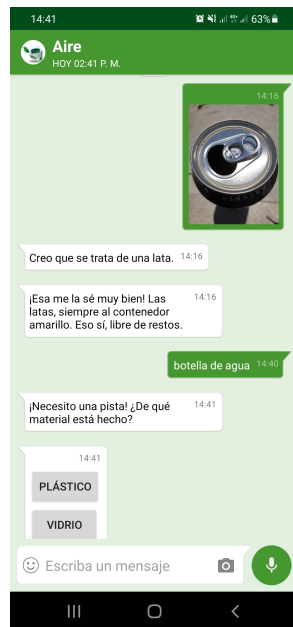 14:41
63%
Aire
HOY 02:41 P. M.
14:16
Creo que se trata de una lata. 14:16
¡Esa me la sé muy bien! Las 14:16
latas, siempre al contenedor
amarillo. Eso sí, libre de restos.
botella de agua 14:40
¡Necesito una pista! ¿De qué 14:41
material está hecho?
14:41
PLÁSTICO
VIDRIO
Escriba un mensaje